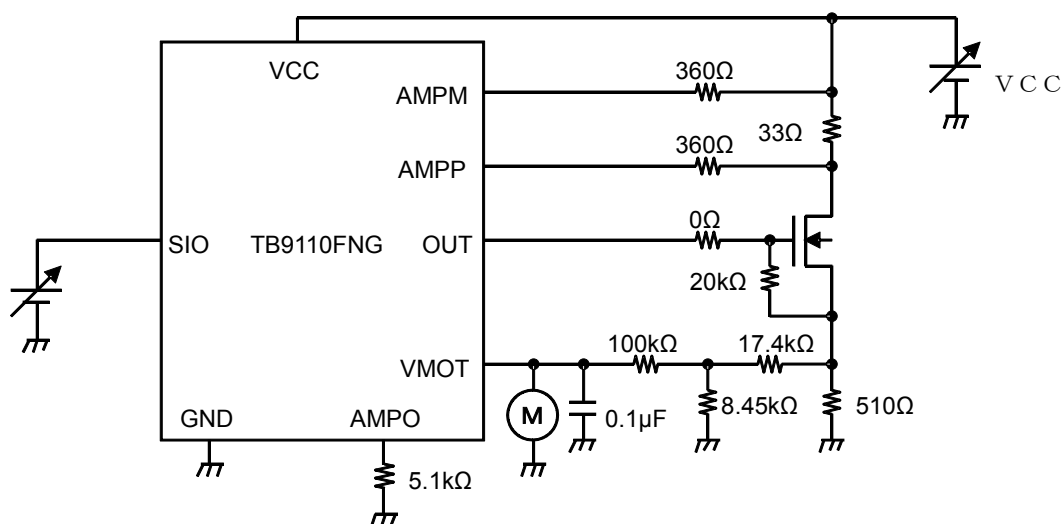 VCC
AMPM
360Ω
V C C
33Ω
360Ω
AMPP
0Ω
SIO
TB9110FNG
OUT
20kΩ
100kΩ
17.4kΩ
VMOT
M
0.1µF
8.45kΩ
510Ω
GND
AMPO
5.1kΩ